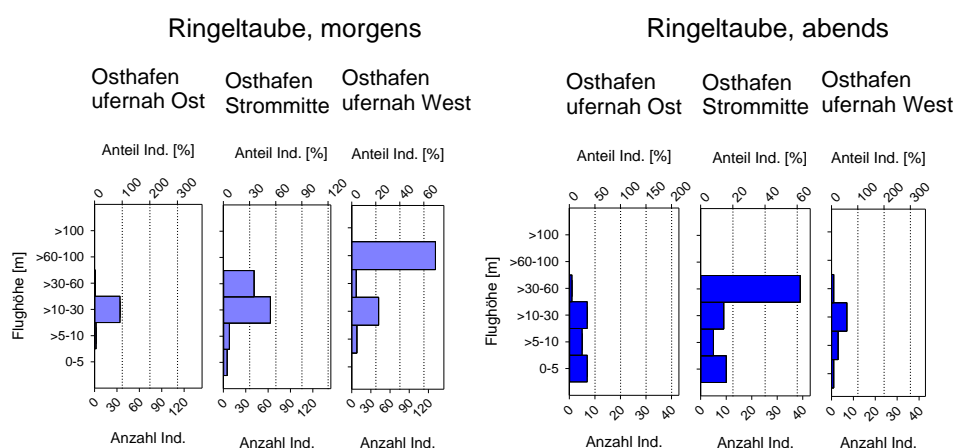 Ringeltaube, morgens
Ringeltaube, abends
Osthafen
ufernah Ost
Osthafen
Strommitte
Osthafen
ufernah West
Osthafen
ufernah Ost
Osthafen
Strommitte
Osthafen
ufernah West
Anteil Ind. [%]
Anteil Ind. [%]
Anteil Ind. [%]
Anteil Ind. [%]
Anteil Ind. [%]
Anteil Ind. [%]
0 100 200 300
0 30 60 90 120
0 20 40 60
0 50 100 150 200
0 20 40 60
0 100 200 300
Flughöhe [m]
>100
>60-100
>30-60
>10-30
>5-10
0-5
Flughöhe [m]
>100
>60-100
>30-60
>10-30
>5-10
0-5
0 30 60 90 120
0 30 60 90 120
0 30 60 90 120
0 10 20 30 40
0 10 20 30 40
0 10 20 30 40
Anzahl Ind.
Anzahl Ind.
Anzahl Ind.
Anzahl Ind.
Anzahl Ind.
Anzahl Ind.